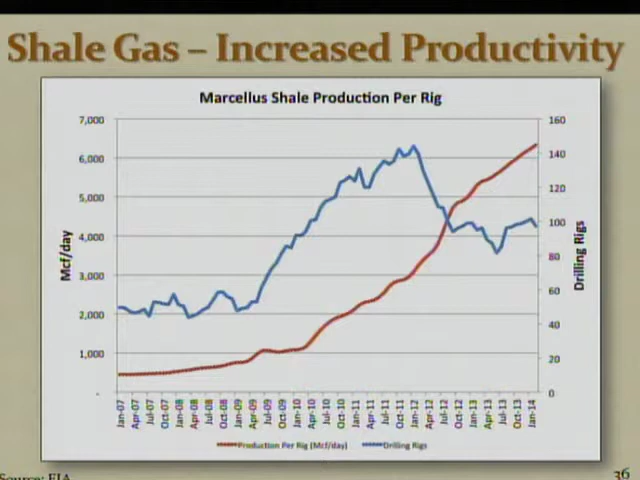 Shale Gas – Increased Productivity
Marcellus Shale Production Per Rig
7,000
6,000
5,000
4,000
3,000
2,000
1,000
-
Mcf/day
160
140
120
100
80
60
40
20
0
Drilling Rigs
Jan-07
Apr-07
Jul-07
Oct-07
Jan-08
Apr-08
Jul-08
Oct-08
Jan-09
Apr-09
Jul-09
Oct-09
Jan-10
Apr-10
Jul-10
Oct-10
Jan-11
Apr-11
Jul-11
Oct-11
Jan-12
Apr-12
Jul-12
Oct-12
Jan-13
Apr-13
Jul-13
Oct-13
Jan-14
Production Per Rig (Mcf/day)
Drilling Rigs
Source: EIA
36